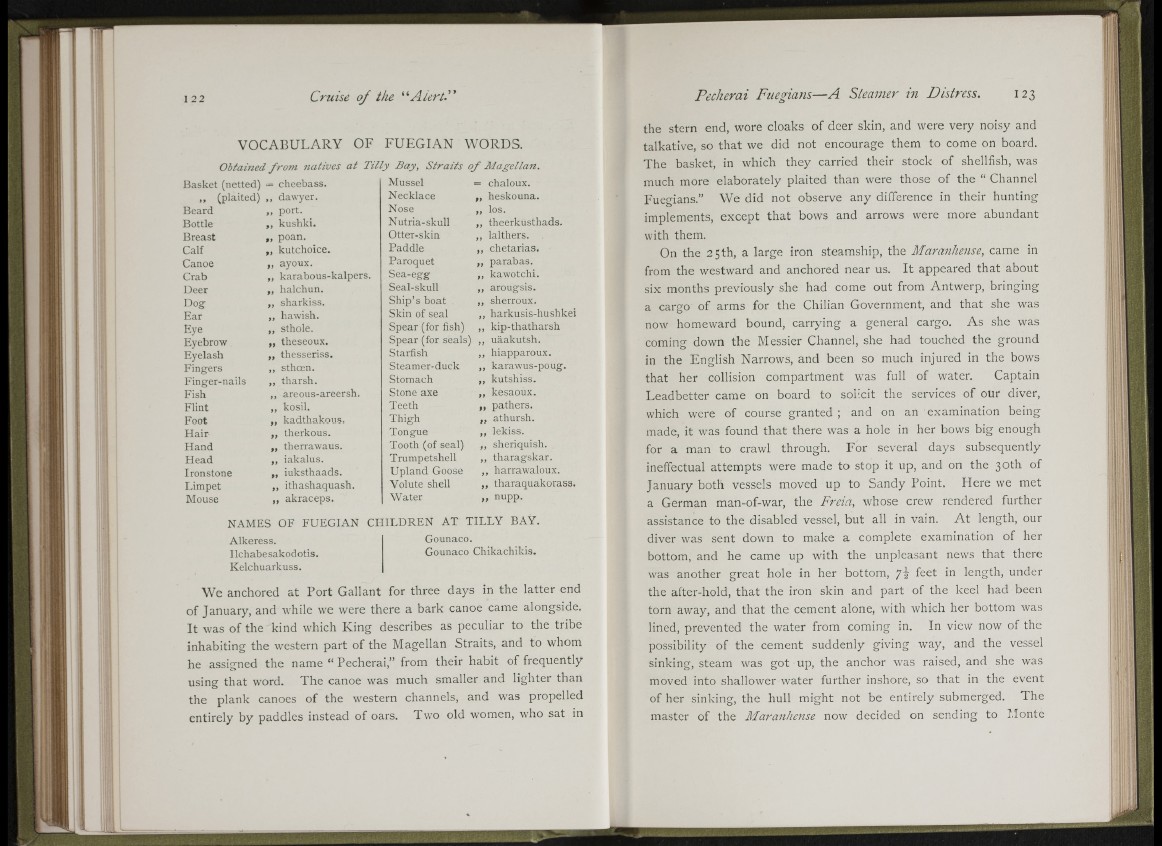 122 Cruise of the "Alert."
VOCABULARY OF FUEGIAN WORDS.
Obtained from natives at Tilly Bay, Straits of Magellan.
Basket (netted) = cheebass.
„ (plaited) „ dawyer.
Beard „ port.
Bottle „ kushki.
Breast „ poan.
Calf „ kutchoice.
Canoe „ ayoux.
Crab „ karabous-kalpers.
Deer „ halchun.
Dog „ sharkiss.
Ear „ hawish.
Eye „ sthole.
Eyebrow „ theseoux.
Eyelash „ thesseriss.
Fingers „ sthœn.
Finger-nails „ tharsh.
Fish „ areous-areersh.
Flint „ kosil.
Foot „ kadthakous.
Hair „ therkous.
Hand „ therrawaus.
Head „ iakalus.
Ironstone „ iuksthaads.
Limpet „ ithashaquash.
Mouse „ akraceps.
Mussel = chaloux.
Necklace „ heskouna.
Nose „ los.
Nutria-skull „ theerkusthads.
Otter-skin „ lalthers.
Paddle „ chetarias.
Paroquet „ parabas.
Sea-egg „ kawotchi.
Seal-skull „ arougsis.
Ship's boat „ sherroux.
Skin of seal „ harkusis-hushkei
Spear (for fish) „ kip-thatharsh
Spear (for seals) „ uäakutsh.
Starfish „ hiapparoux.
Steamer-duck „ karawus-poug.
Stomach „ kutshiss.
Stone axe „ kesaoux.
Teeth „ pathers.
Thigh „ athursh.
Tongue „ lekiss.
Tooth (of seal) „ sheriquish.
Trumpetshell „ tharagskar.
Upland Goose „ harrawaloux.
Volute shell „ tharaquakorass.
Water „ nupp.
NAMES OF FUEGIAN CHILDREN AT TILLY BAY.
Alkeress.
Ilchabesakodotis.
Kelchuarkuss.
Gounaco.
Gounaco Chikachikis.
We anchored at Port Gallant for three days in the latter end
of January, and while we were there a bark canoe came alongside.
It was of the kind which King describes as peculiar to the tribe
inhabiting the western part of the Magellan Straits, and to whom
he assigned the name "Pecherai," from their habit of frequently
using that word. The canoe was much smaller and lighter than
the plank canoes of the western channels, and was propelled
entirely by paddles instead of oars. Two old women, who sat in
Pecherai Fuegians—A Steamer in Distress. 123
the stern end, wore cloaks of deer skin, and were very noisy and
talkative, so that we did not encourage them to come on board.
The basket, in which they carried their stock of shellfish, was
much more elaborately plaited than were those of the "Channel
Fuegians." We did not observe any difference in their hunting
implements, except that bows and arrows were more abundant
with them.
On the 25th, a large iron steamship, the Maranhense, came in
from the westward and anchored near us. It appeared that about
six months previously she had come out from Antwerp, bringing
a cargo of arms for the Chilian Government, and that she was
now homeward bound, carrying a general cargo. As she was
coming down the Messier Channel, she had touched the ground
in the English Narrows, and been so much injured in the bows
that her collision compartment was full of water. Captain
Leadbetter came on board to solicit the services of our diver,
which were of course granted; and on an examination being
made, it was found that there was a hole in her bows big enough
for a man to crawl through. For several days subsequently
ineffectual attempts were made to stop it up, and on the 30th of
January both vessels moved up to Sandy Point. Here we met
a German man-of-war, the Freia, whose crew rendered further
assistance to the disabled vessel, but all in vain. At length, our
diver was sent down to make a complete examination of her
bottom, and he came up with the unpleasant news that there
was another great hole in her bottom, 7½ feet in length, under
the after-hold, that the iron skin and part of the keel had been
torn away, and that the cement alone, with which her bottom was
lined, prevented the water from coming in. In view now of the
possibility of the cement suddenly giving way, and the vessel
sinking, steam was got up, the anchor was raised, and she was
moved into shallower water further inshore, so that in the event
of her sinking, the hull might not be entirely submerged. The
master of the Maranhense now decided on sending to Monte